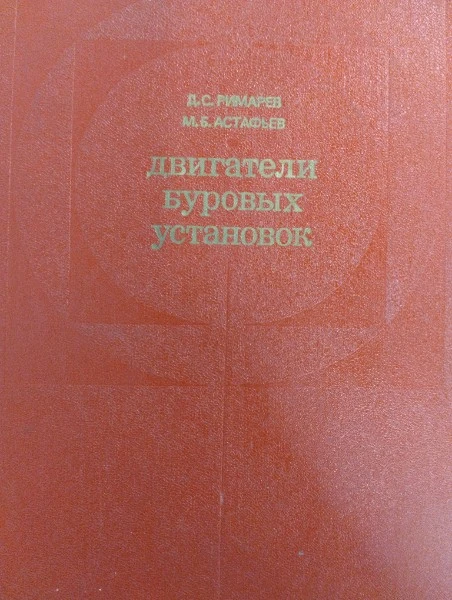 Д. С. РИМАРЕВ
М. Б. АСТАФЬЕВ
двигатели
буровых
установок